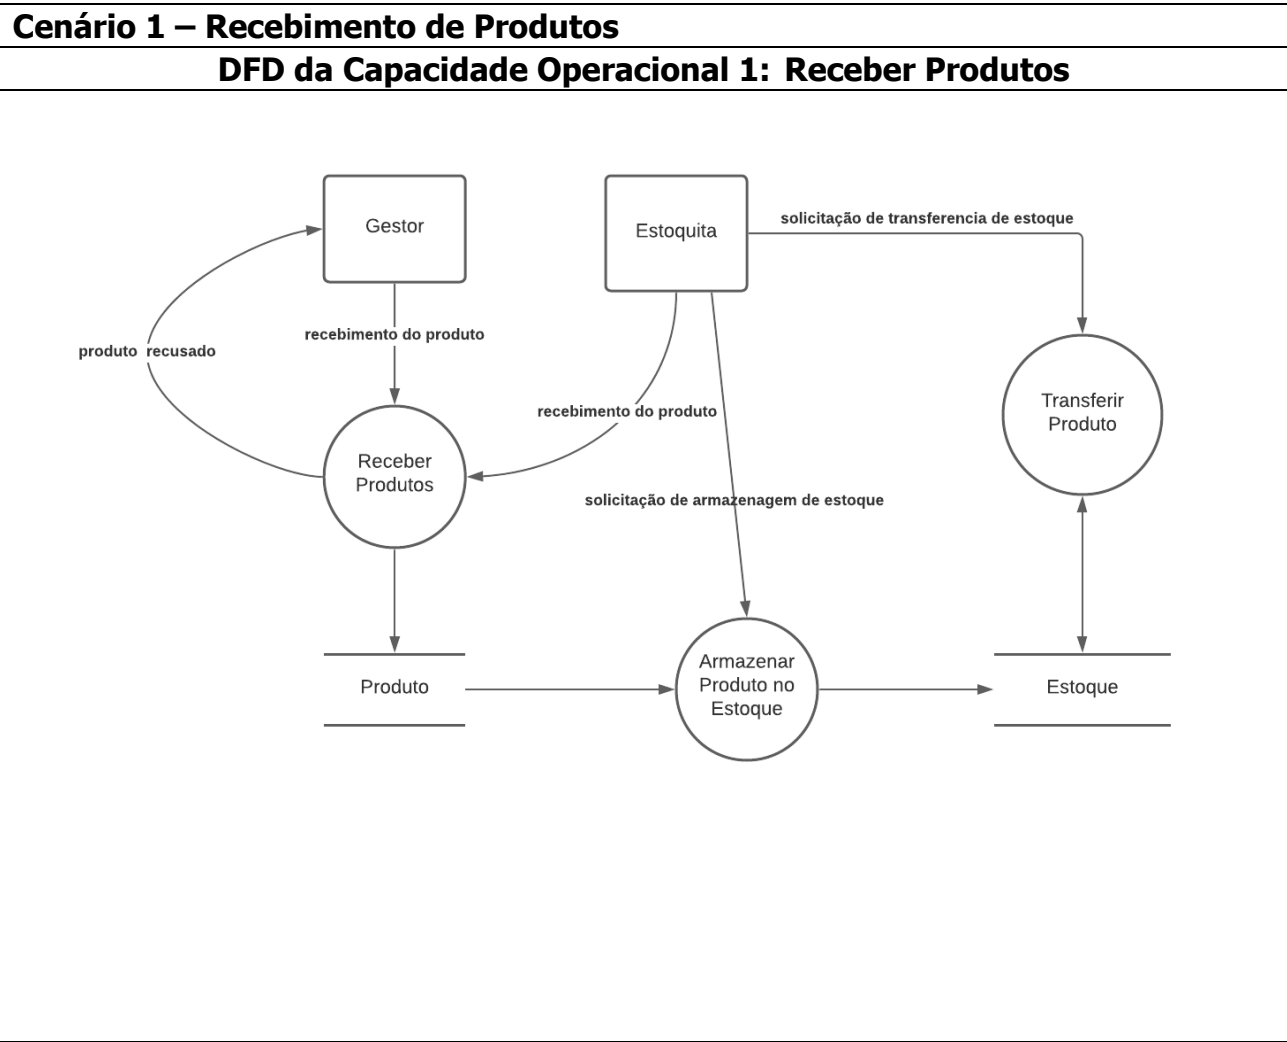 Cenário 1 – Recebimento de Produtos
DFD da Capacidade Operacional 1: Receber Produtos
Gestor
Estoquita
solicitação de transferencia de estoque
recebimento do produto
produto recusado
Transferir
Produto
recebimento do produto
Receber
Produtos
solicitação de armazenagem de estoque
Armazenar
Produto no
Estoque
Produto
Estoque